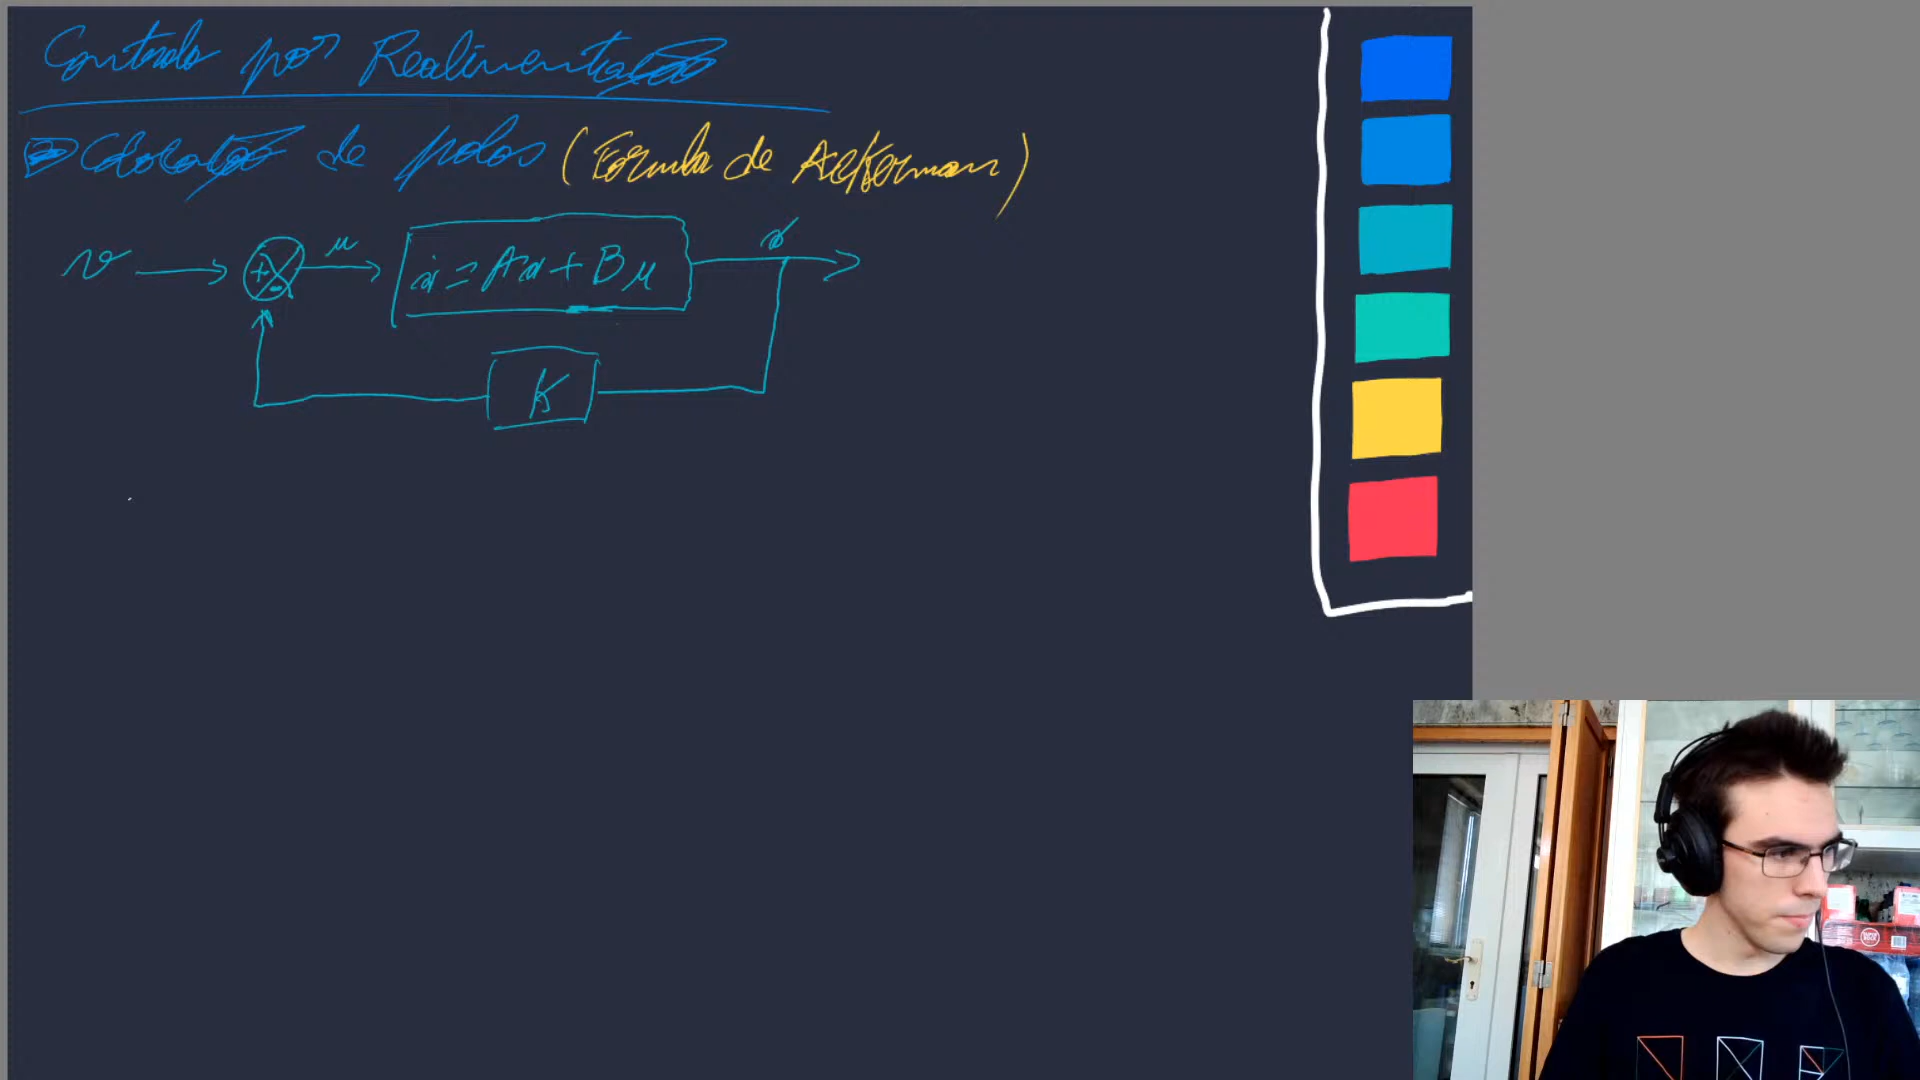 Controlo por Realimentação
Colocação de polos (Fórmula de Ackerman)
v + - u ẋ = Ax + Bu x
K